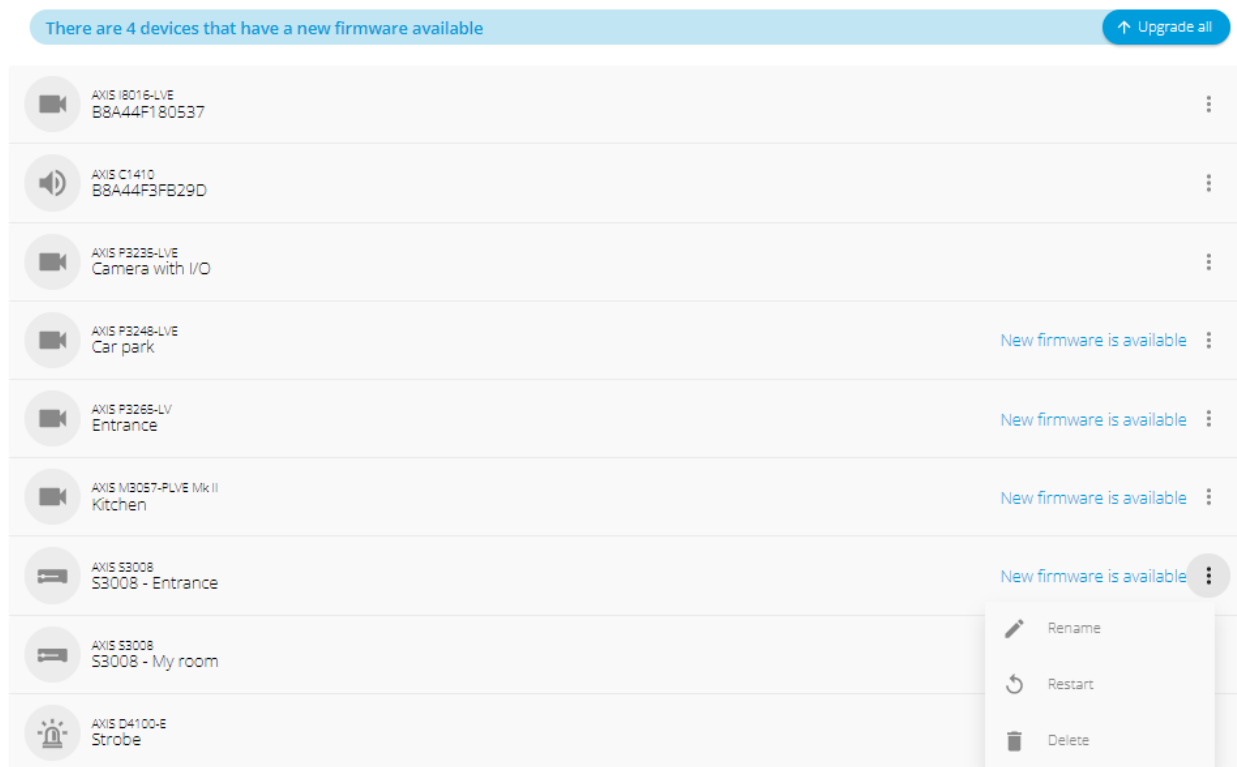 There are 4 devices that have a new firmware available
Upgrade all
AXIS I8016-LVE
B8A44F180537
AXIS C1410
B8A44F3FB29D
AXIS P3235-LVE
Camera with I/O
AXIS P3248-LVE
Car park
New firmware is available
AXIS P3265-LV
Entrance
New firmware is available
AXIS M3057-PLVE Mk II
Kitchen
New firmware is available
AXIS S3008
S3008 - Entrance
New firmware is available
Rename
AXIS S3008
S3008 - My room
Restart
AXIS D4100-E
Strobe
Delete